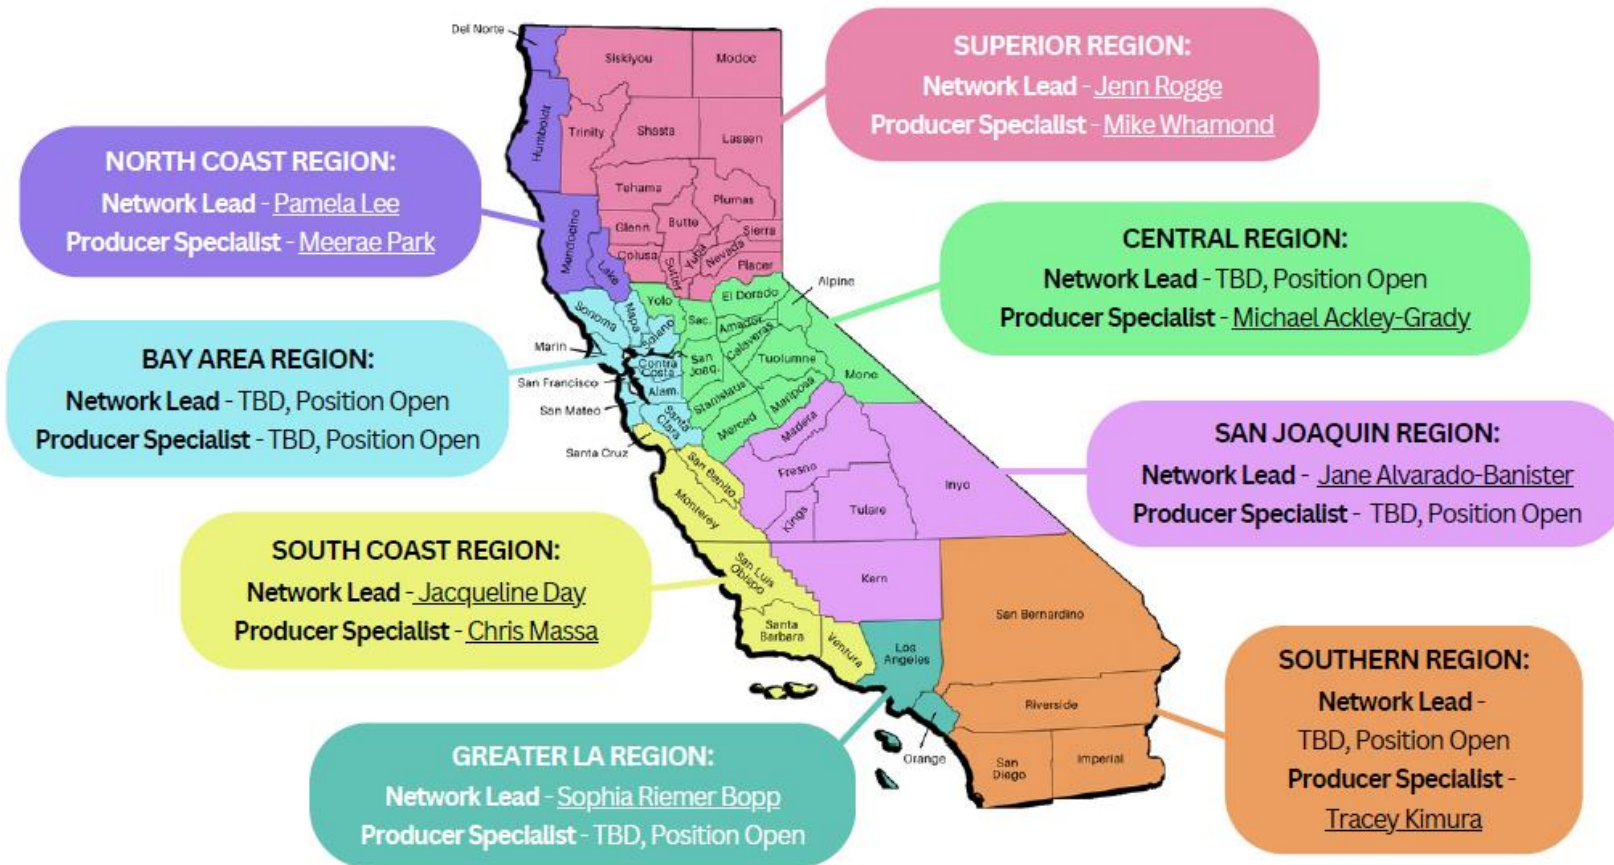 Del Norte
Siskiyou
Modoc
Humboldt
Trinity
Shasta
Lassen
Tehama
Plumas
Glenn
Butte
Sierra
Mendocino
Lake
Colusa
Sutter
Yuba
Nevada
Placer
SUPERIOR REGION:
Network Lead - Jenn Rogge
Producer Specialist - Mike Whamond
NORTH COAST REGION:
Network Lead - Pamela Lee
Producer Specialist - Meerae Park
CENTRAL REGION:
Network Lead - TBD, Position Open
Producer Specialist - Michael Ackley-Grady
Yolo
El Dorado
Alpine
Sac.
Amador
Calaveras
San
Joaq.
Tuolumne
Mono
Stanislaus
Merced
Mariposa
Sonoma
Napa
Solano
Marin
Contra
Costa
San Francisco
Alam.
San Mateo
Santa
Clara
BAY AREA REGION:
Network Lead - TBD, Position Open
Producer Specialist - TBD, Position Open
Santa Cruz
San Benito
Monterey
San Luis
Obispo
Santa
Barbara
Ventura
Madera
Fresno
Kings
Tulare
Inyo
Kern
SAN JOAQUIN REGION:
Network Lead - Jane Alvarado-Banister
Producer Specialist - TBD, Position Open
SOUTH COAST REGION:
Network Lead - Jacqueline Day
Producer Specialist - Chris Massa
Los
Angeles
Orange
San Bernardino
Riverside
San
Diego
Imperial
SOUTHERN REGION:
Network Lead -
TBD, Position Open
Producer Specialist -
Tracey Kimura
GREATER LA REGION:
Network Lead - Sophia Riemer Bopp
Producer Specialist - TBD, Position Open